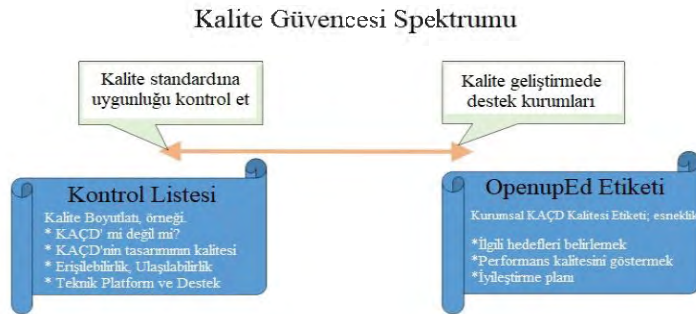 Kalite Güvencesi Spektrumu
Kalite standardına
uygunluğu kontrol et
Kalite geliştirmede
destek kurumları
Kontrol Listesi
Kalite Boyutlatı, örneği.
* KAÇD' mi değil mi?
* KAÇD'nin tasarımının kalitesi
* Erişilebilirlik, Ulaşılabilirlik
* Teknik Platform ve Destek
OpenupEd Etiketi
Kurumsal KAÇD Kalitesi Etiketi; esneklik
*İlgili hedefleri belirlemek
*Performans kalitesini göstermek
*İyileştirme planı